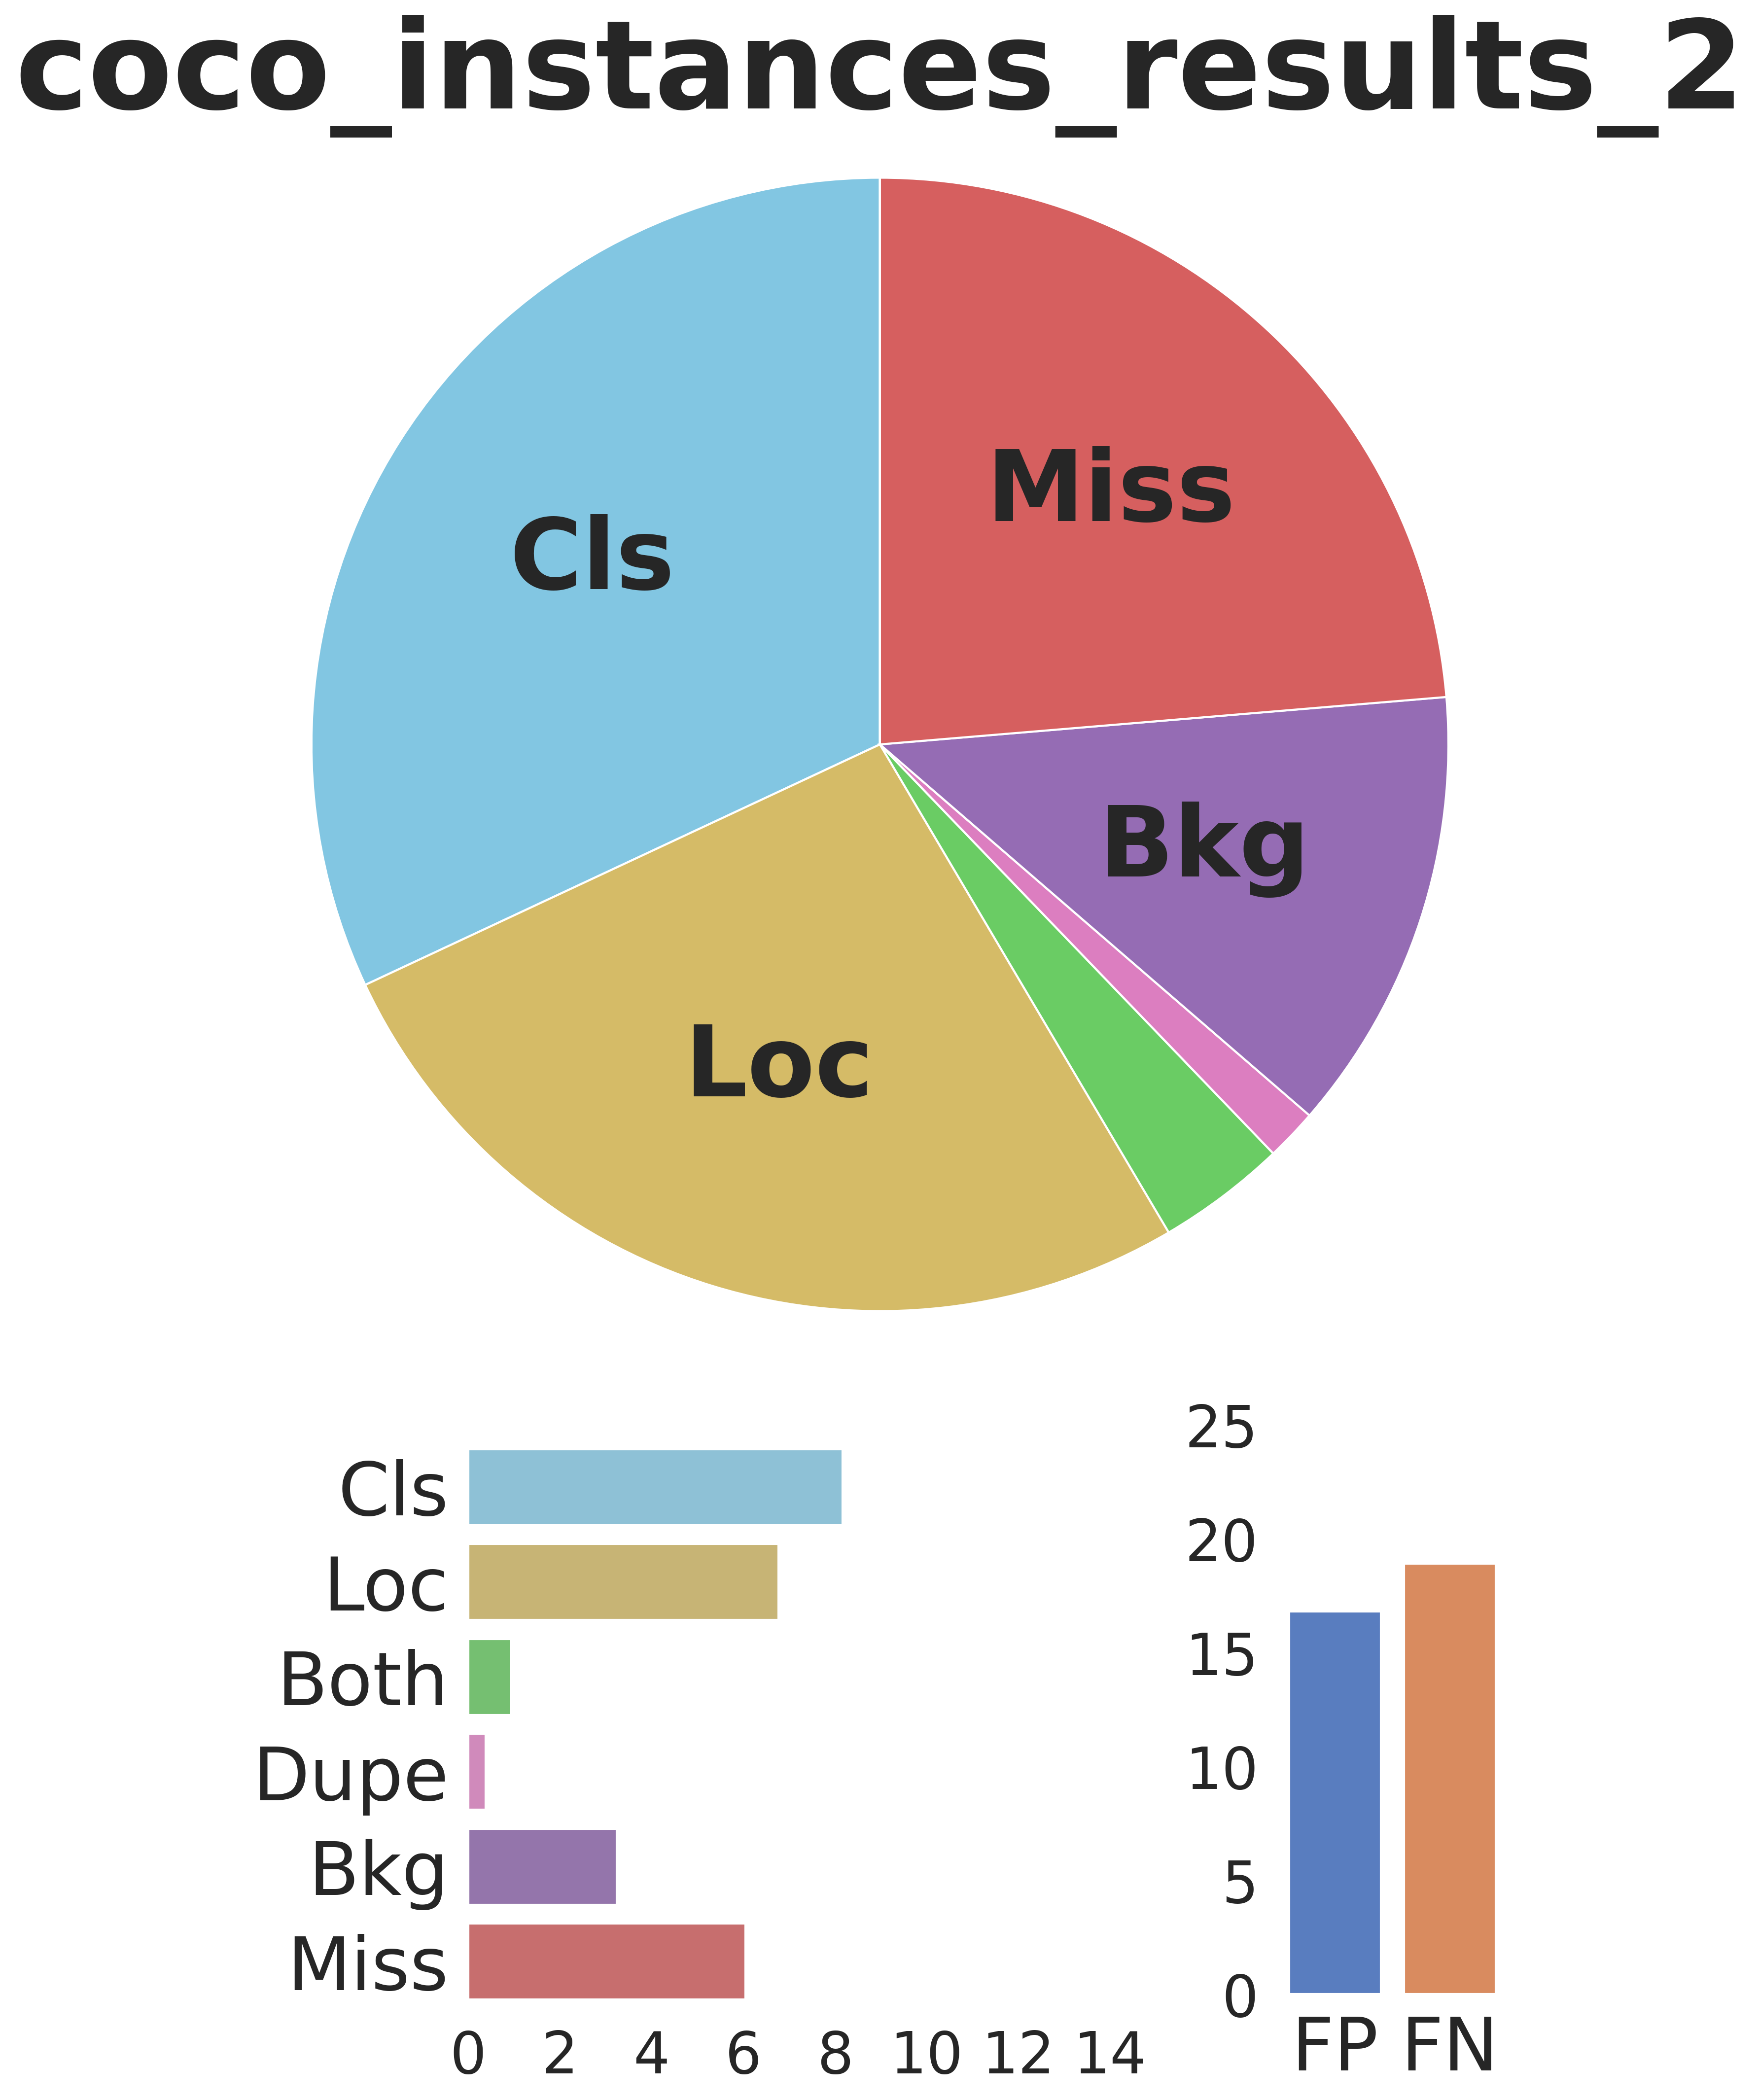 coco_instances_results_2
Miss
Cls
Bkg
Loc
Cls
Loc
Both
Dupe
Bkg
Miss
0 2 4 6 8 10 12 14
25
20
15
10
5
0
FP FN